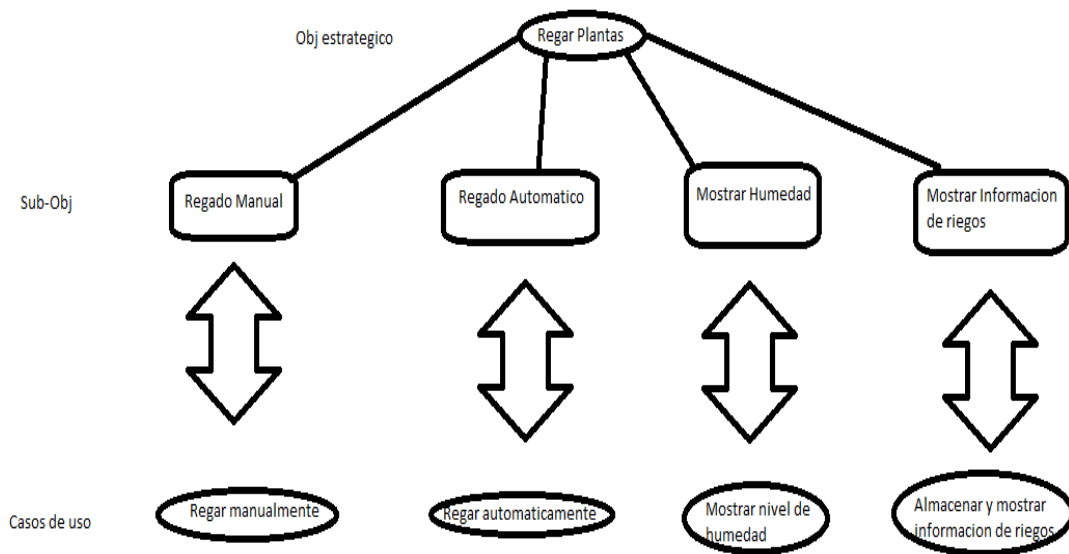 Obj estrategico
Regar Plantas
Sub-Obj
Regado Manual
Regado Automatico
Mostrar Humedad
Mostrar Informacion
de riegos
Casos de uso
Regar manualmente
Regar automaticamente
Mostrar nivel de
humedad
Almacenar y mostrar
informacion de riegos